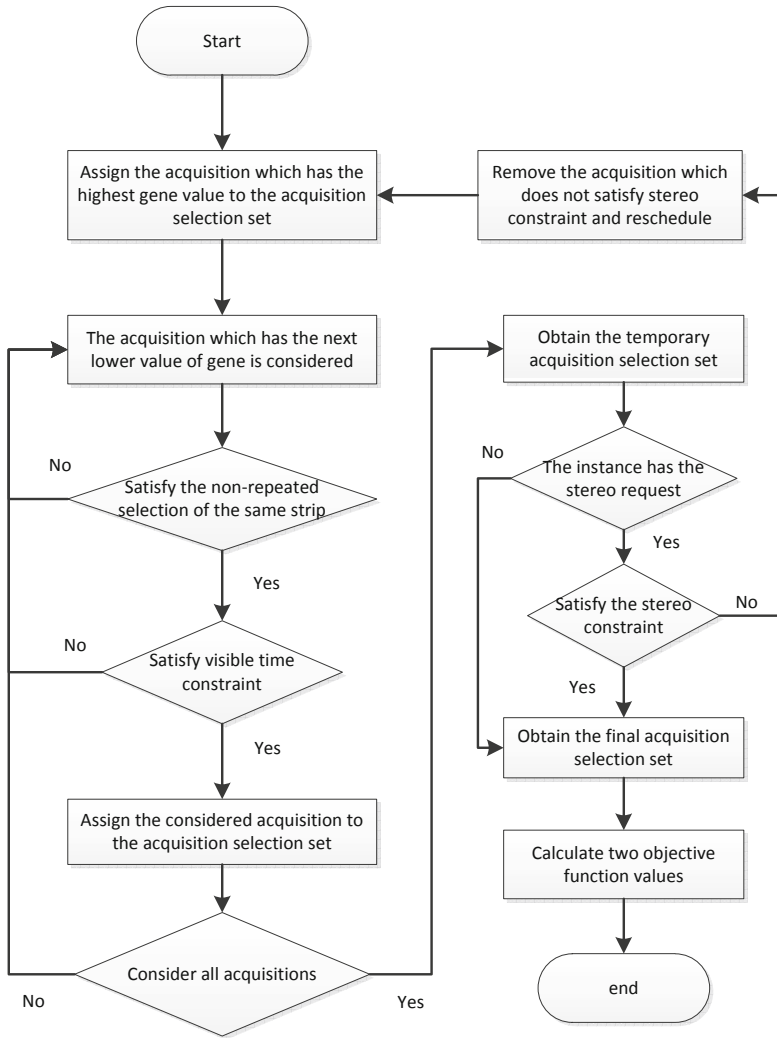 Start
Assign the acquisition which has the
highest gene value to the acquisition
selection set
Remove the acquisition which
does not satisfy stereo
constraint and reschedule
The acquisition which has the next
lower value of gene is considered
No
Satisfy the non-repeated
selection of the same strip
Yes
No
Satisfy visible time
constraint
Yes
Assign the considered acquisition to
the acquisition selection set
Consider all acquisitions
No
Yes
Obtain the temporary
acquisition selection set
No
The instance has the
stereo request
Yes
Satisfy the stereo
constraint
No
Yes
Obtain the final acquisition
selection set
Calculate two objective
function values
end